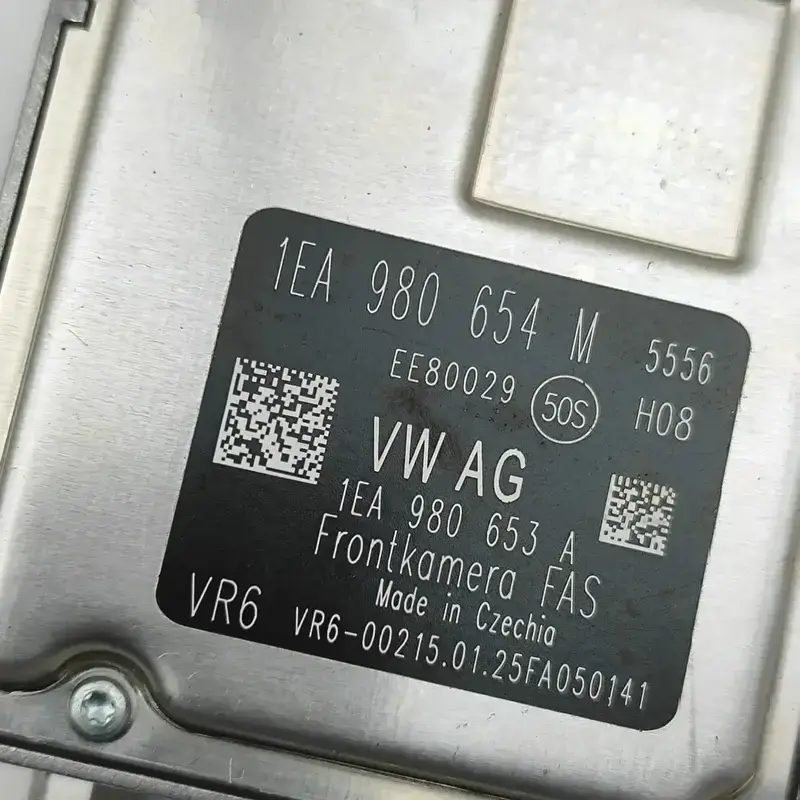 1EA 980 654 M 5556
EE80029 50S H08
VW AG
1EA 980 653 A
Frontkamera FAS
Made in Czechia
VR6 VR6-00215.01.25FA050141